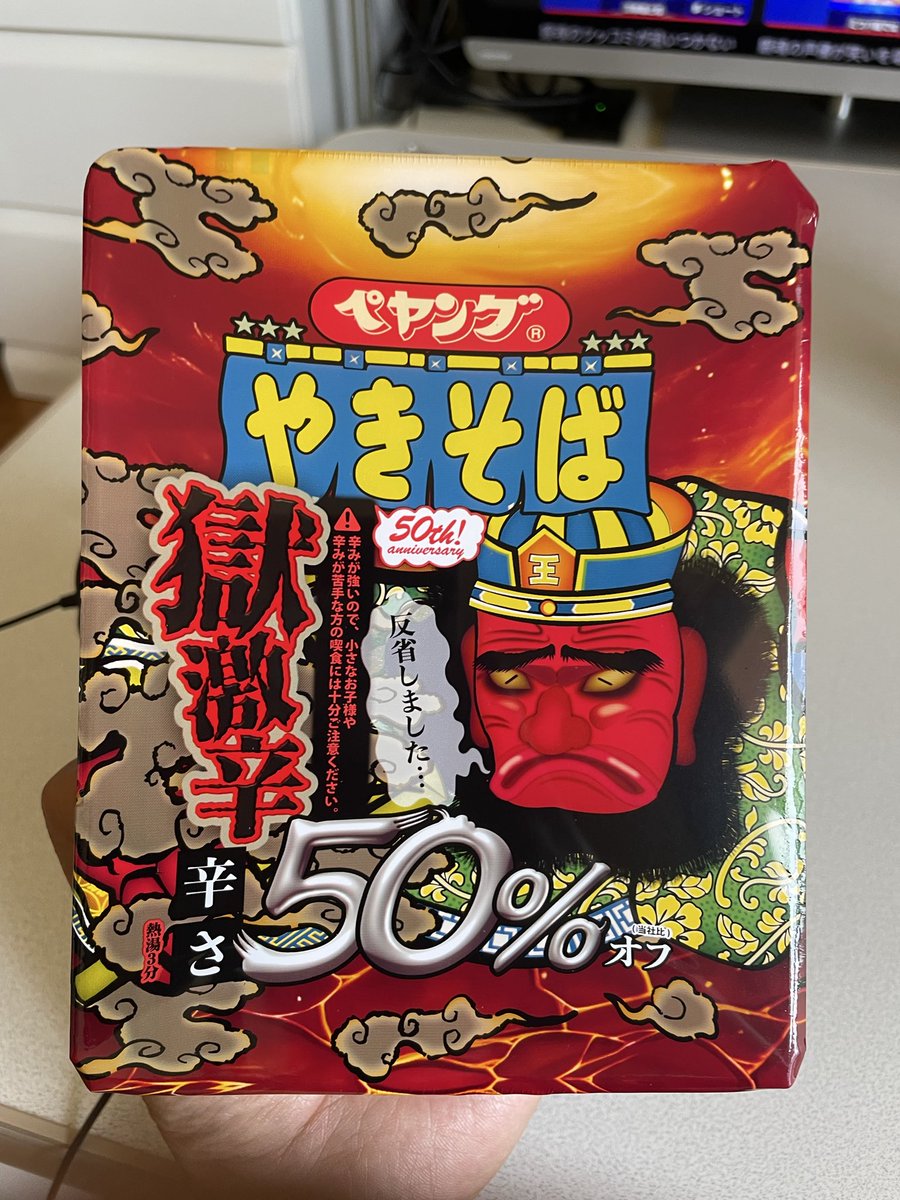 ペヤング®
やきそば
50th!
anniversary
王
獄激辛
辛みが強いので、小さなお子様や
辛みが苦手な方の喫食には十分ご注意ください。
反省しました…
辛さ
50%
オフ
(当社比)
熱湯3分